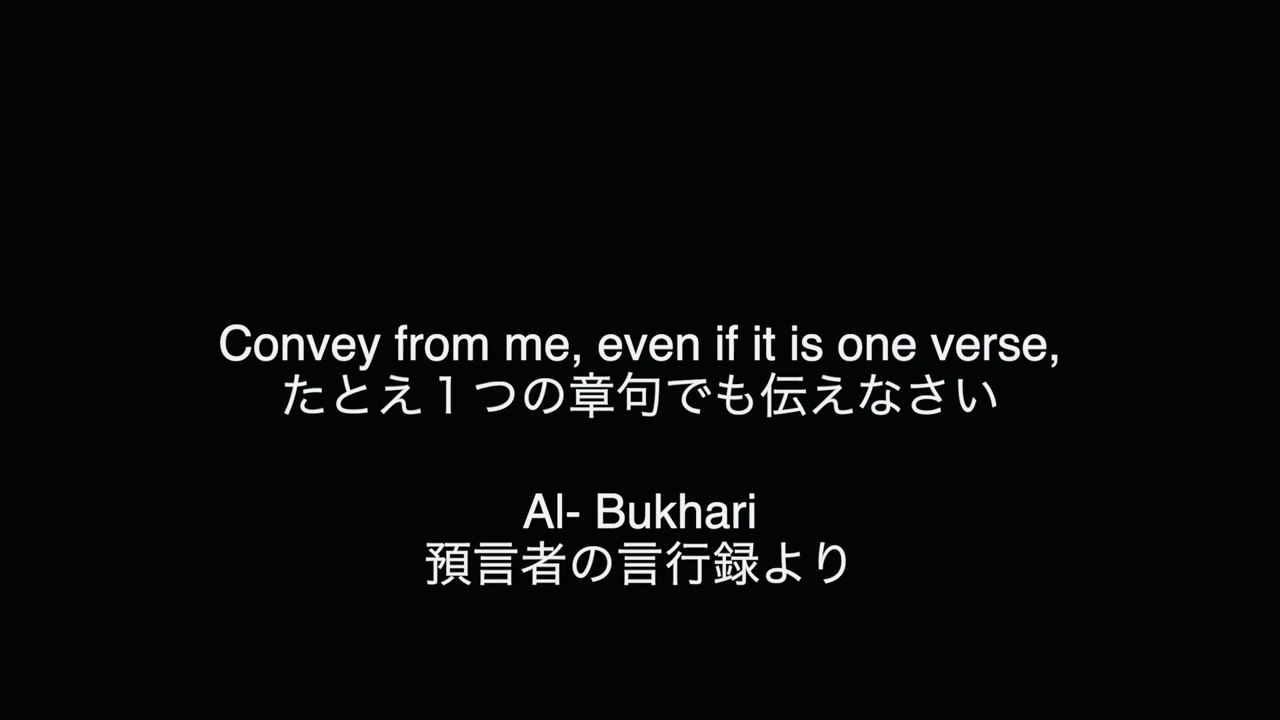 Convey from me, even if it is one verse,
たとえ１つの章句でも伝えなさい
Al- Bukhari
預言者の言行録より